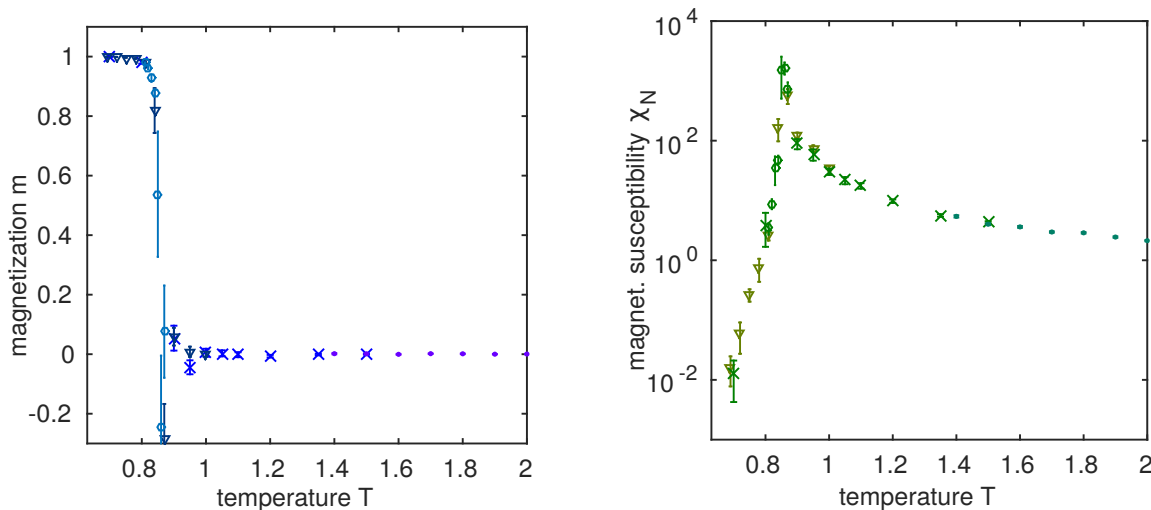 1
0.8
0.6
0.4
0.2
0
-0.2
magnetization m
0.8 1 1.2 1.4 1.6 1.8 2
temperature T
10^4
10^2
10^0
10^-2
magnet. susceptibility χ_N
0.8 1 1.2 1.4 1.6 1.8 2
temperature T